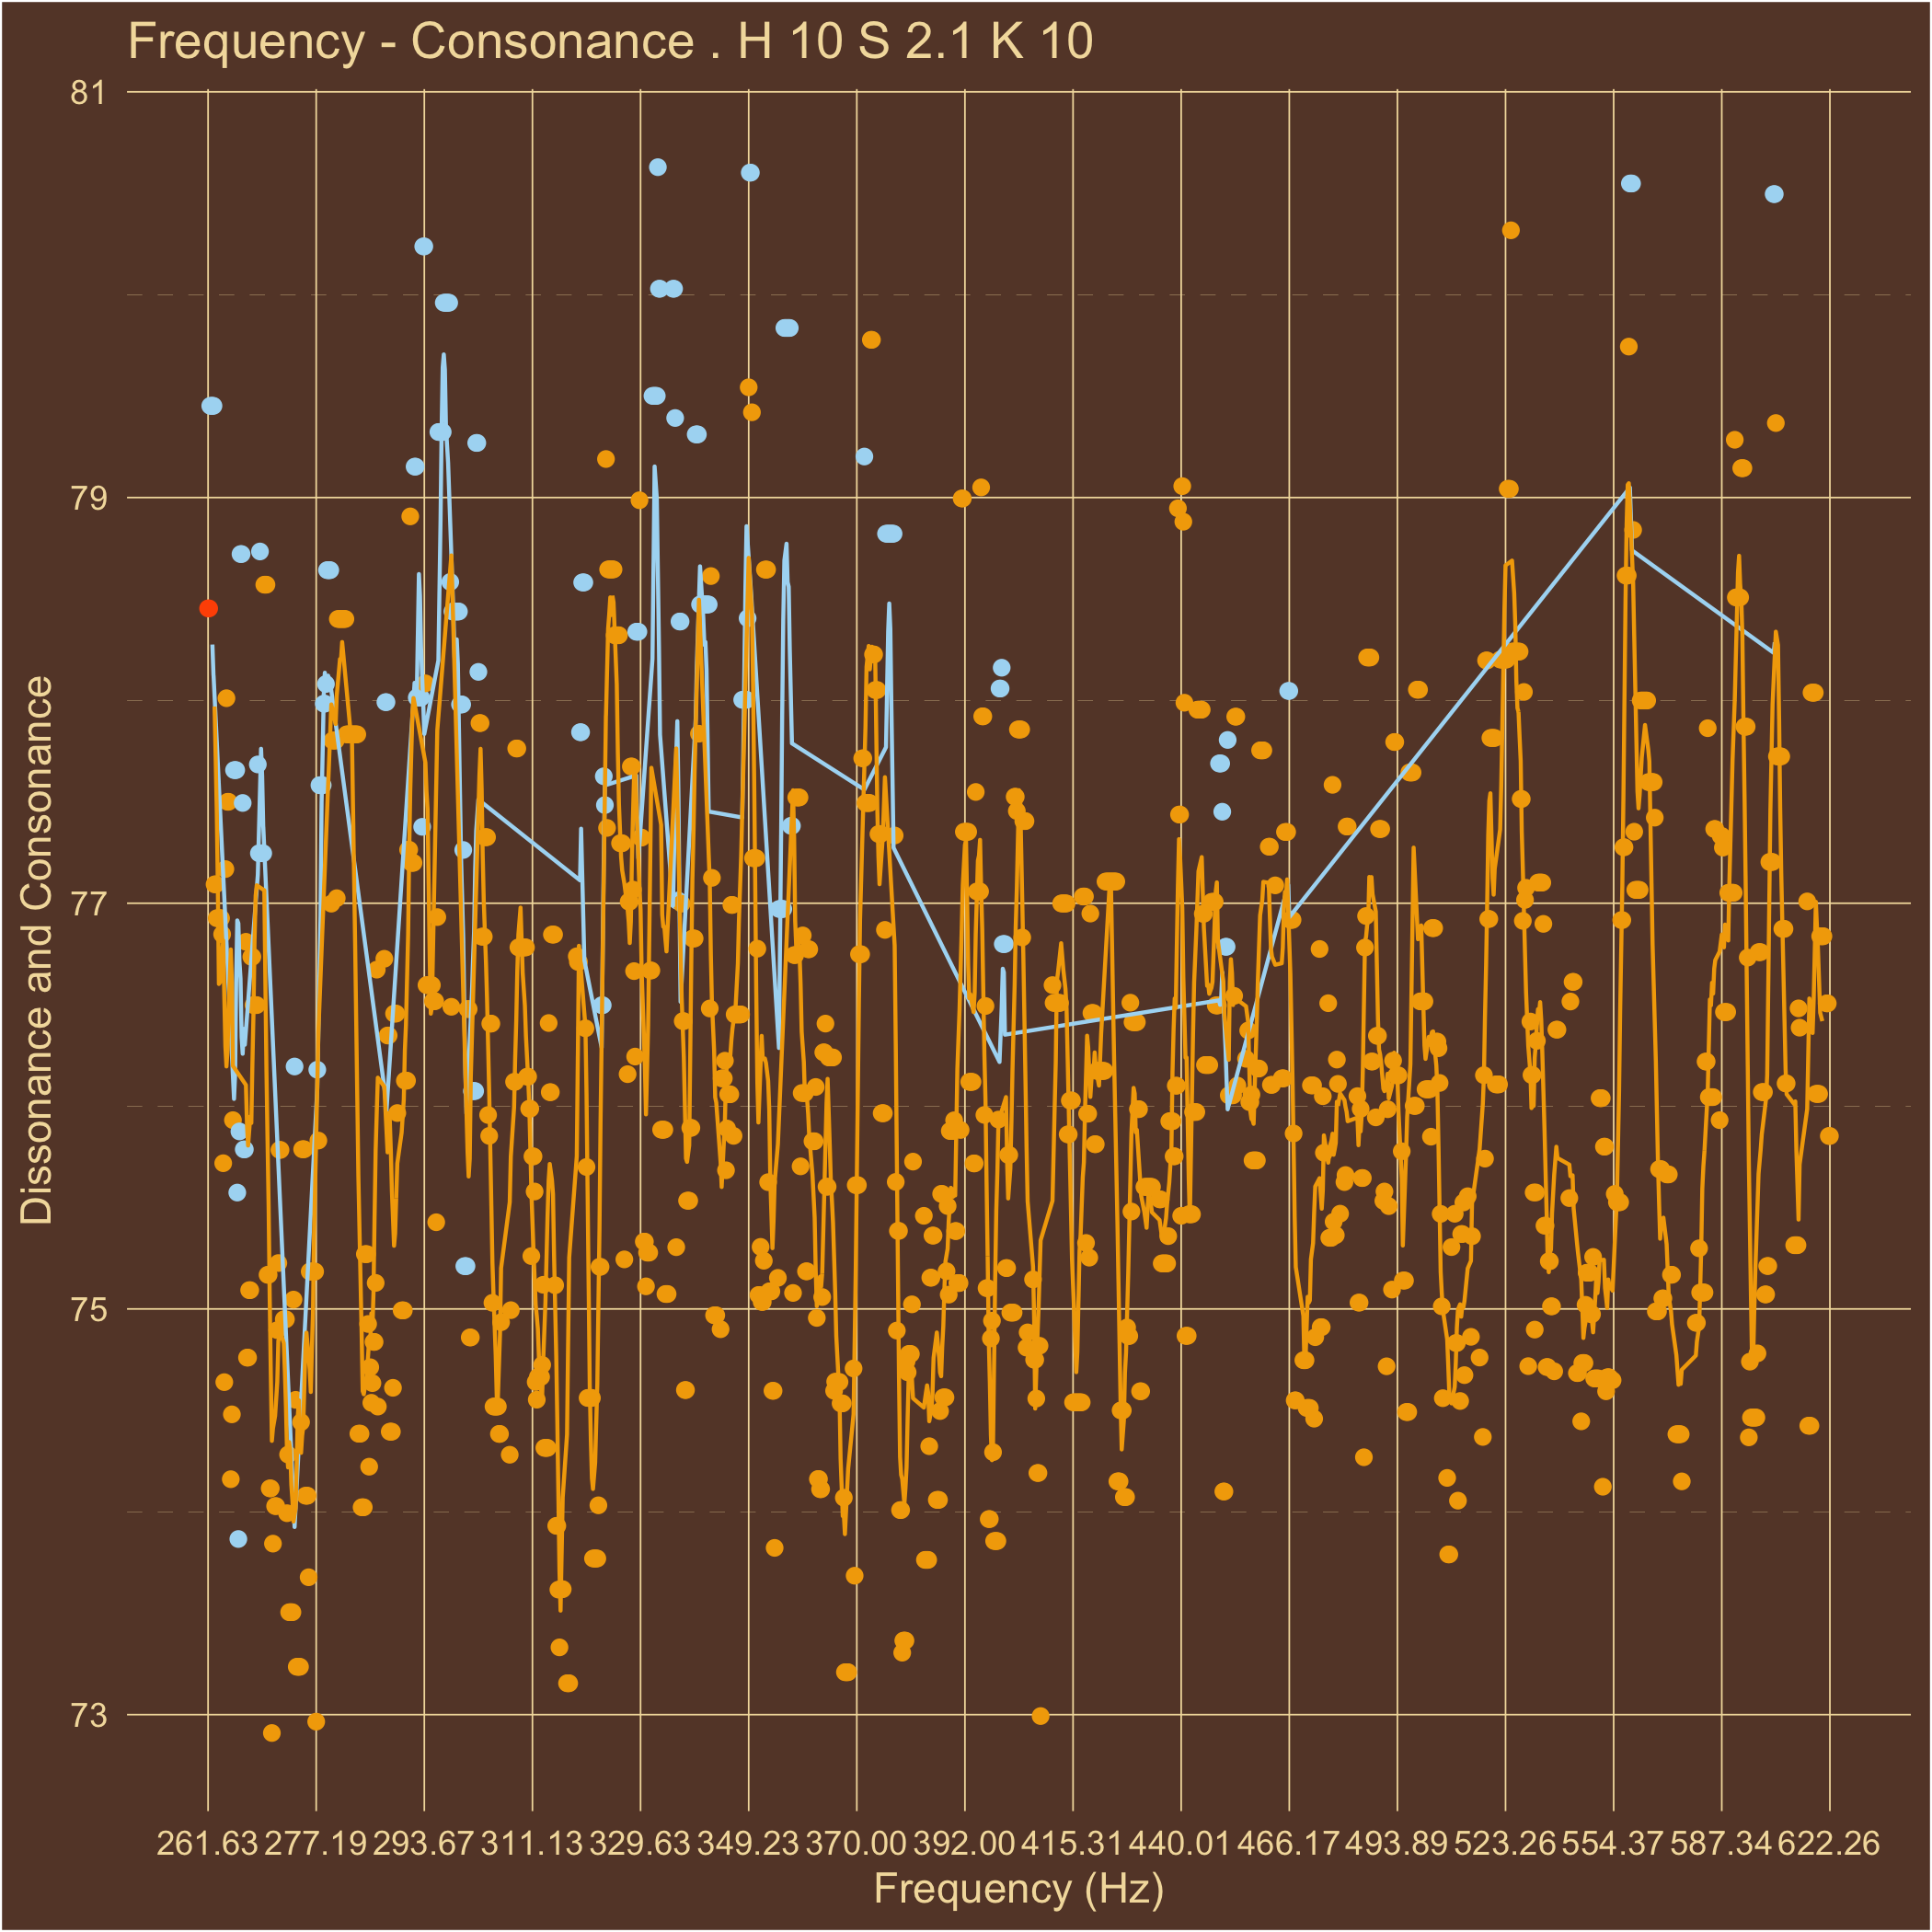 Frequency - Consonance . H 10 S 2.1 K 10
81
79
77
75
73
Dissonance and Consonance
261.63 277.19 293.67 311.13 329.63 349.23 370.00 392.00 415.31 440.01 466.17 493.89 523.26 554.37 587.34 622.26
Frequency (Hz)